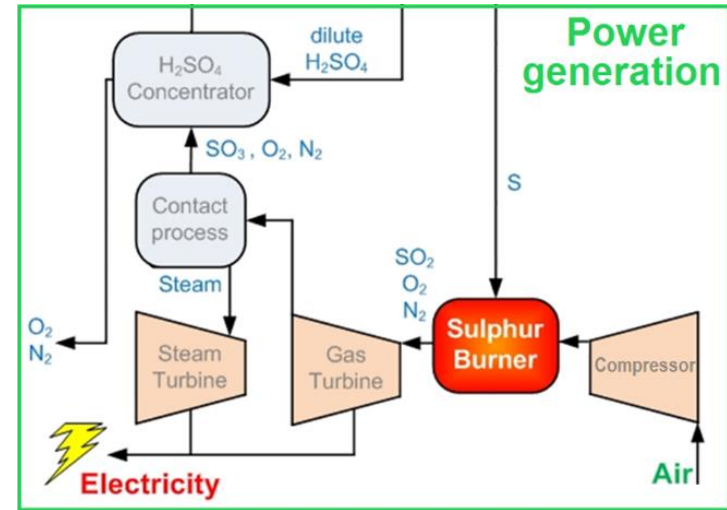 Power
generation
dilute
H₂SO₄
H₂SO₄
Concentrator
SO₃ , O₂, N₂
S
Contact
process
Steam
SO₂
O₂
N₂
Sulphur
Burner
Compressor
Gas
Turbine
Steam
Turbine
O₂
N₂
Electricity
Air